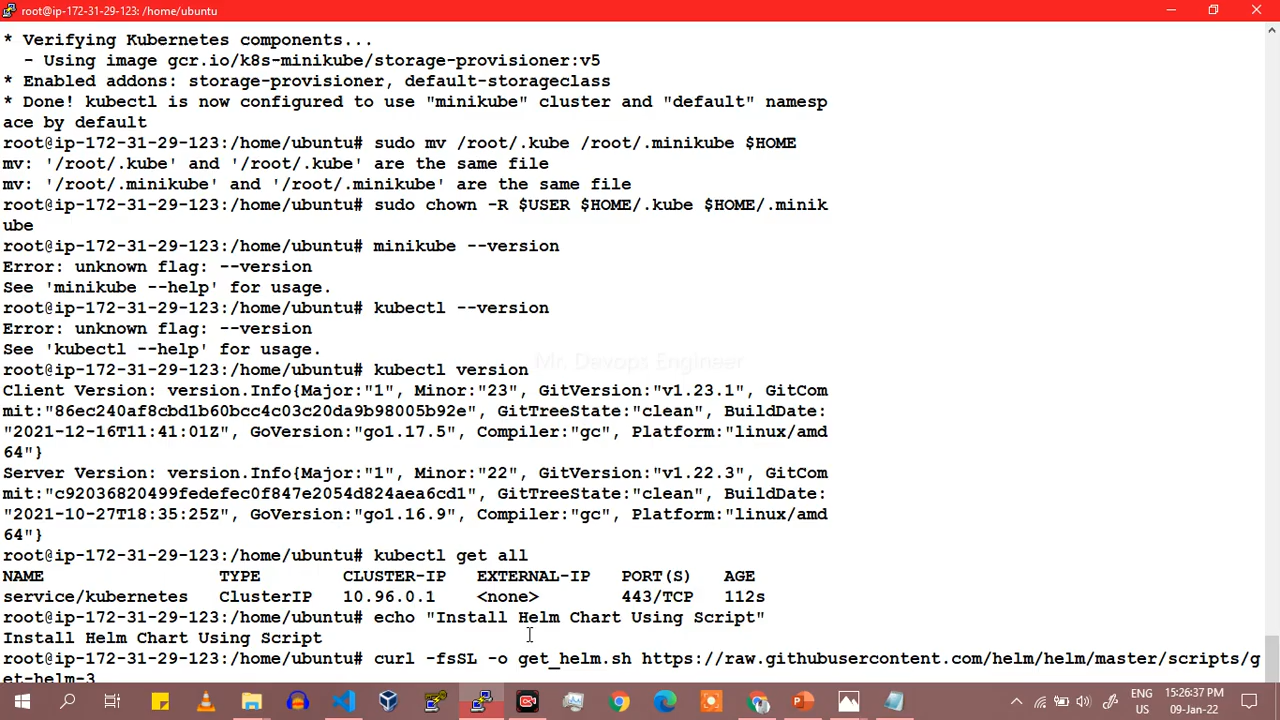 root@ip-172-31-29-123: /home/ubuntu
* Verifying Kubernetes components...
  - Using image gcr.io/k8s-minikube/storage-provisioner:v5
* Enabled addons: storage-provisioner, default-storageclass
* Done! kubectl is now configured to use "minikube" cluster and "default" namesp
ace by default
root@ip-172-31-29-123:/home/ubuntu# sudo mv /root/.kube /root/.minikube $HOME
mv: '/root/.kube' and '/root/.kube' are the same file
mv: '/root/.minikube' and '/root/.minikube' are the same file
root@ip-172-31-29-123:/home/ubuntu# sudo chown -R $USER $HOME/.kube $HOME/.minik
ube
root@ip-172-31-29-123:/home/ubuntu# minikube --version
Error: unknown flag: --version
See 'minikube --help' for usage.
root@ip-172-31-29-123:/home/ubuntu# kubectl --version
Error: unknown flag: --version
See 'kubectl --help' for usage.
Mr. Devops Engineer
root@ip-172-31-29-123:/home/ubuntu# kubectl version
Client Version: version.Info{Major:"1", Minor:"23", GitVersion:"v1.23.1", GitCom
mit:"86ec240af8cbd1b60bcc4c03c20da9b98005b92e", GitTreeState:"clean", BuildDate:
"2021-12-16T11:41:01Z", GoVersion:"go1.17.5", Compiler:"gc", Platform:"linux/amd
64"}
Server Version: version.Info{Major:"1", Minor:"22", GitVersion:"v1.22.3", GitCom
mit:"c92036820499fedefec0f847e2054d824aea6cd1", GitTreeState:"clean", BuildDate:
"2021-10-27T18:35:25Z", GoVersion:"go1.16.9", Compiler:"gc", Platform:"linux/amd
64"}
root@ip-172-31-29-123:/home/ubuntu# kubectl get all
NAME TYPE CLUSTER-IP EXTERNAL-IP PORT(S) AGE
service/kubernetes ClusterIP 10.96.0.1 <none> 443/TCP 112s
root@ip-172-31-29-123:/home/ubuntu# echo "Install Helm Chart Using Script"
Install Helm Chart Using Script
root@ip-172-31-29-123:/home/ubuntu# curl -fsSL -o get_helm.sh https://raw.githubusercontent.com/helm/helm/master/scripts/g
et-helm-3
ENG
US
15:26:37 PM
09-Jan-22